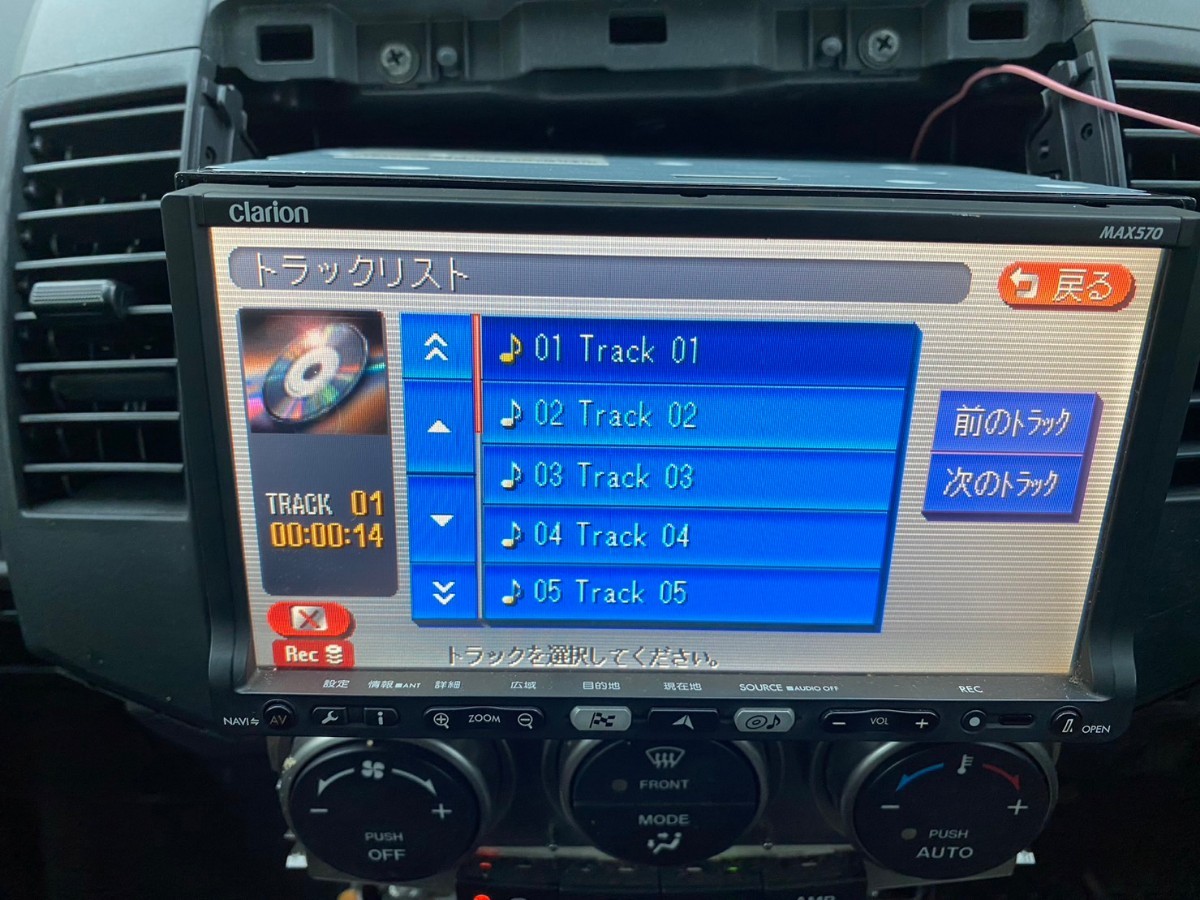 clarion
MAX570
トラックリスト
戻る
01 Track 01
02 Track 02
03 Track 03
04 Track 04
05 Track 05
前のトラック
次のトラック
TRACK 01
00:00:14
Rec
トラックを選択してください。
設定 情報 ANT 詳細 広域 目的地 現在地 SOURCE AUDIO OFF REC
NAVI AV i ZOOM − VOL + OPEN
− +
PUSH
OFF
FRONT
MODE
− +
PUSH
AUTO